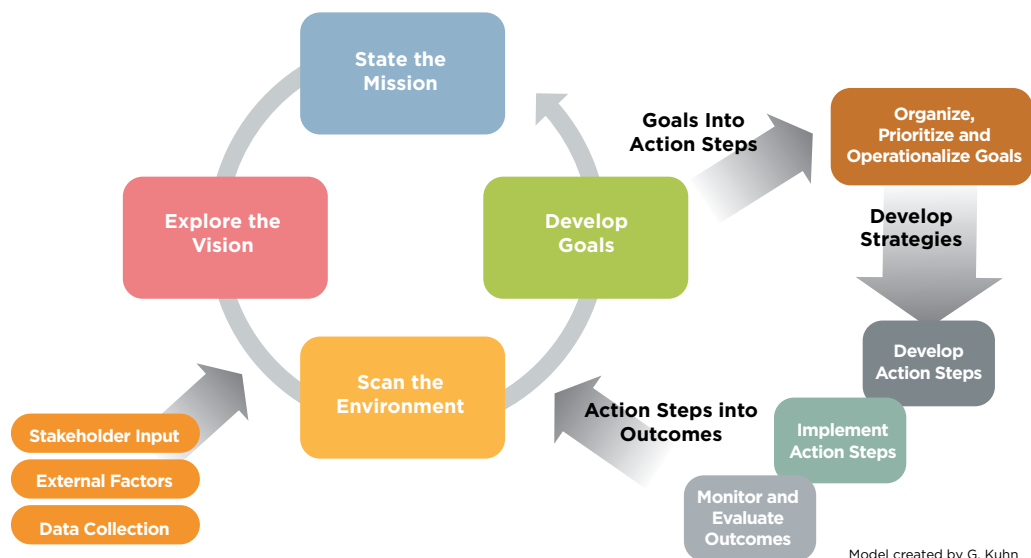 State the
Mission
Explore the
Vision
Develop
Goals
Scan the
Environment
Stakeholder Input
External Factors
Data Collection
Goals Into
Action Steps
Organize,
Prioritize and
Operationalize Goals
Develop
Strategies
Develop
Action Steps
Implement
Action Steps
Monitor and
Evaluate
Outcomes
Action Steps into
Outcomes
Model created by G. Kuhn